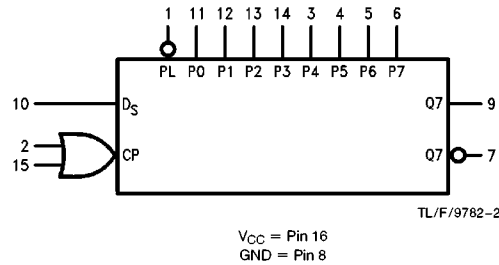 1 11 12 13 14 3 4 5 6
PL P0 P1 P2 P3 P4 P5 P6 P7
10 DS Q7 9
2 CP Q7 7
15
TL/F/9782-2
VCC = Pin 16
GND = Pin 8